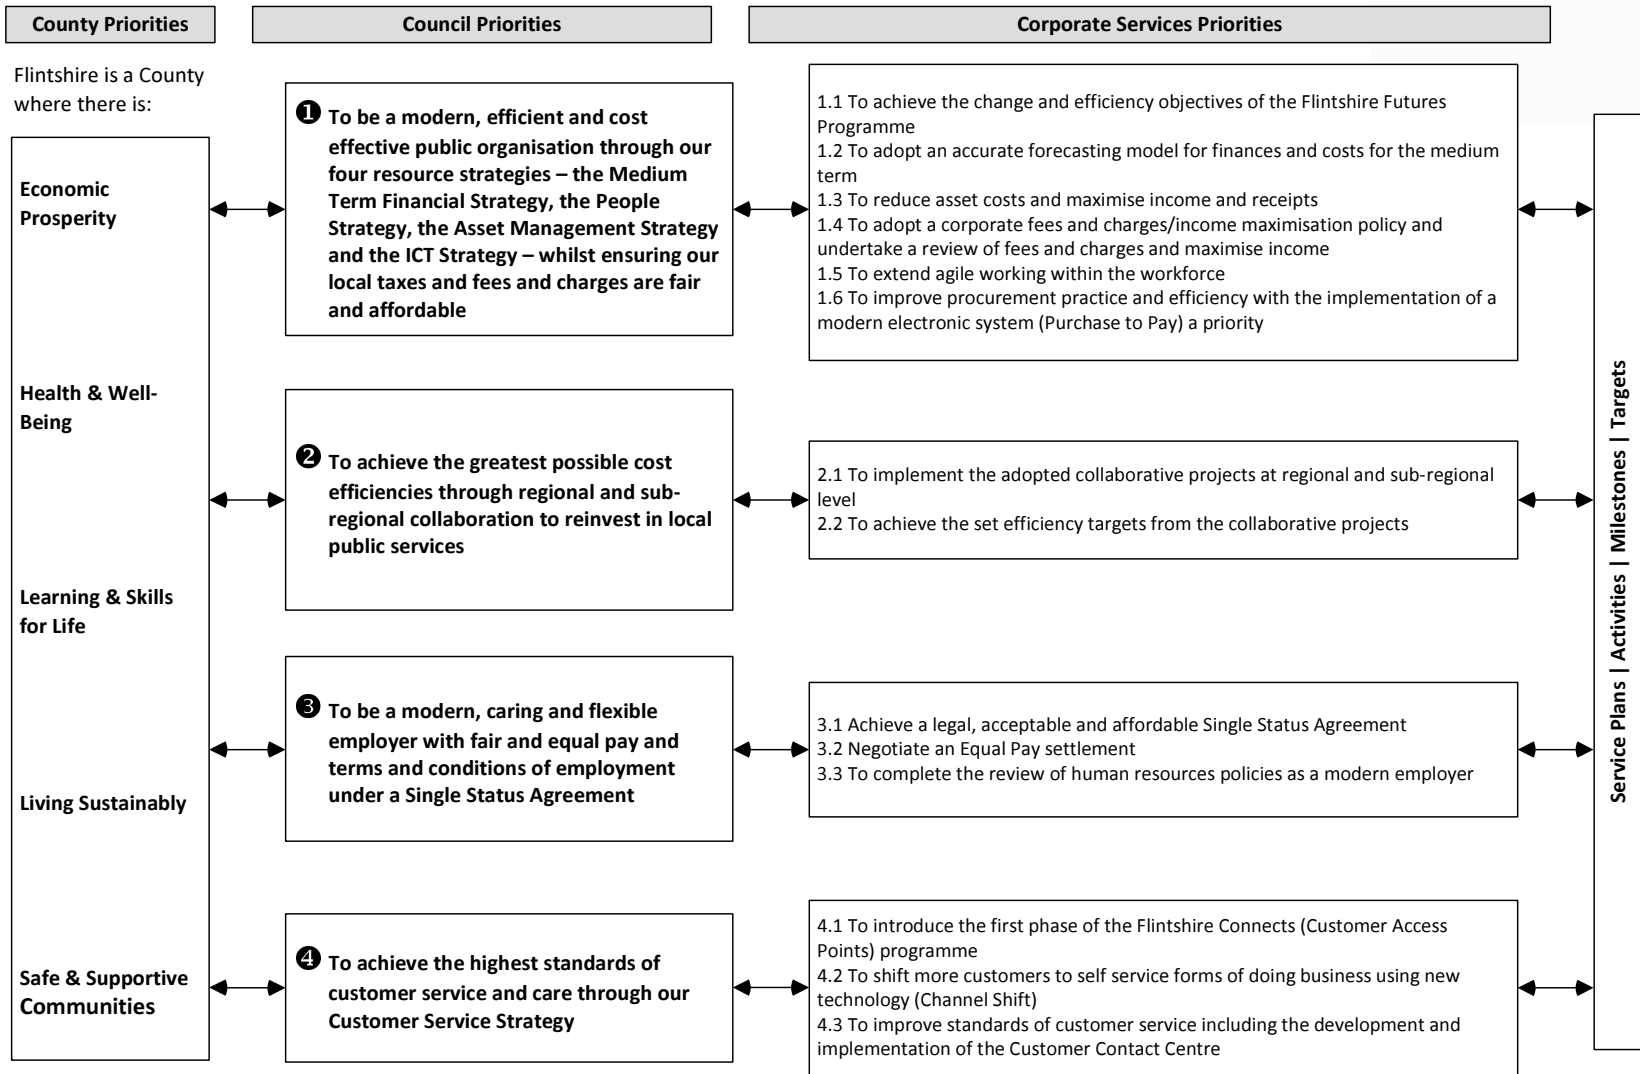 County Priorities
Council Priorities
Corporate Services Priorities
Flintshire is a County
where there is:
Economic
Prosperity
Health & Well-
Being
Learning & Skills
for Life
Living Sustainably
Safe & Supportive
Communities
❶ To be a modern, efficient and cost
effective public organisation through our
four resource strategies – the Medium
Term Financial Strategy, the People
Strategy, the Asset Management Strategy
and the ICT Strategy – whilst ensuring our
local taxes and fees and charges are fair
and affordable
❷ To achieve the greatest possible cost
efficiencies through regional and sub-
regional collaboration to reinvest in local
public services
❸ To be a modern, caring and flexible
employer with fair and equal pay and
terms and conditions of employment
under a Single Status Agreement
❹ To achieve the highest standards of
customer service and care through our
Customer Service Strategy
1.1 To achieve the change and efficiency objectives of the Flintshire Futures
Programme
1.2 To adopt an accurate forecasting model for finances and costs for the medium
term
1.3 To reduce asset costs and maximise income and receipts
1.4 To adopt a corporate fees and charges/income maximisation policy and
undertake a review of fees and charges and maximise income
1.5 To extend agile working within the workforce
1.6 To improve procurement practice and efficiency with the implementation of a
modern electronic system (Purchase to Pay) a priority
2.1 To implement the adopted collaborative projects at regional and sub-regional
level
2.2 To achieve the set efficiency targets from the collaborative projects
3.1 Achieve a legal, acceptable and affordable Single Status Agreement
3.2 Negotiate an Equal Pay settlement
3.3 To complete the review of human resources policies as a modern employer
4.1 To introduce the first phase of the Flintshire Connects (Customer Access
Points) programme
4.2 To shift more customers to self service forms of doing business using new
technology (Channel Shift)
4.3 To improve standards of customer service including the development and
implementation of the Customer Contact Centre
Service Plans | Activities | Milestones | Targets